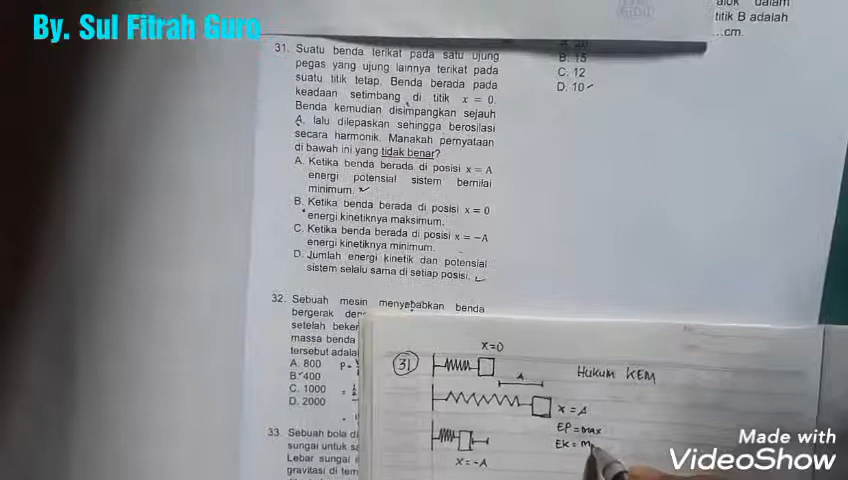 By. Sul Fitrah Guro
31. Suatu benda terikat pada satu ujung
pegas yang ujung lainnya terikat pada
suatu titik tetap. Benda berada pada
keadaan setimbang di titik x = 0.
Benda kemudian disimpangkan sejauh
A, lalu dilepaskan sehingga berosilasi
secara harmonik. Manakah pernyataan
di bawah ini yang tidak benar?
A. Ketika benda berada di posisi x = A
energi potensial sistem bernilai
minimum.
B. Ketika benda berada di posisi x = 0
energi kinetiknya maksimum.
C. Ketika benda berada di posisi x = -A
energi kinetiknya minimum.
D. Jumlah energi kinetik dan potensial
sistem selalu sama di setiap posisi.
32. Sebuah mesin menyebabkan benda
bergerak
setelah
massa benda
tersebut
A. 800
B. 400
C. 1000
D. 2000
33. Sebuah bola
sungai untuk
Lebar sungai
gravitasi di
B. 15
C. 12
D. 10
dalam
titik B adalah
...cm.
31
x=0
A
Hukum KEM
x = A
EP = MAX
EK = M
x = -A
Made with
VideoShow